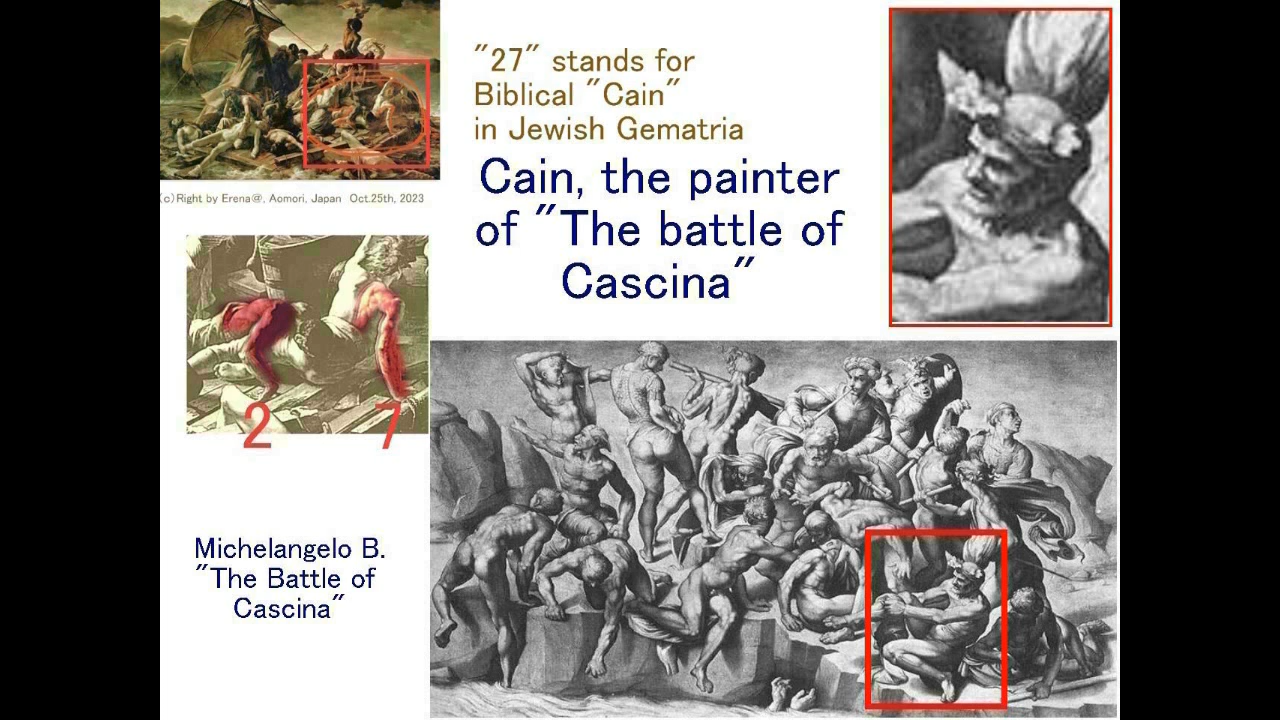 "27" stands for
Biblical "Cain"
in Jewish Gematria
Cain, the painter
of "The battle of
Cascina"
(c)Right by Erena@, Aomori, Japan Oct.25th, 2023
2 7
Michelangelo B.
"The Battle of
Cascina"